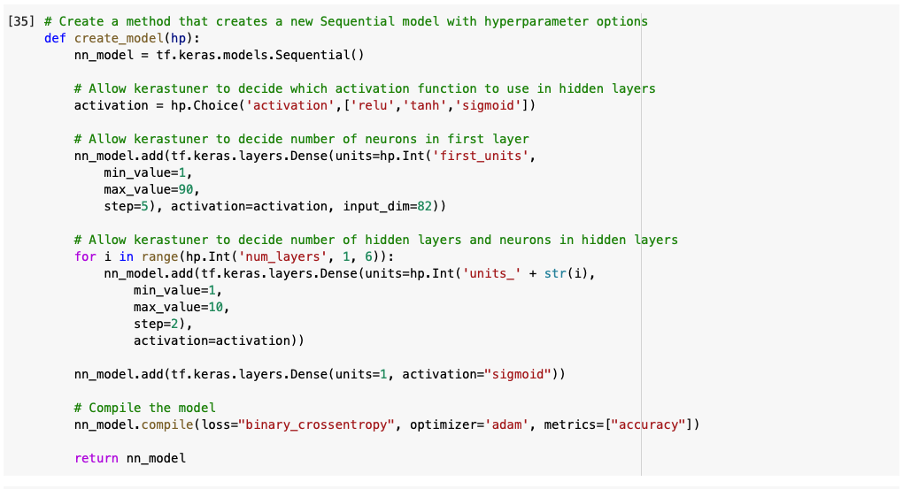 [35] # Create a method that creates a new Sequential model with hyperparameter options
def create_model(hp):
    nn_model = tf.keras.models.Sequential()

    # Allow kerastuner to decide which activation function to use in hidden layers
    activation = hp.Choice('activation',['relu','tanh','sigmoid'])

    # Allow kerastuner to decide number of neurons in first layer
    nn_model.add(tf.keras.layers.Dense(units=hp.Int('first_units',
        min_value=1,
        max_value=90,
        step=5), activation=activation, input_dim=82))

    # Allow kerastuner to decide number of hidden layers and neurons in hidden layers
    for i in range(hp.Int('num_layers', 1, 6)):
        nn_model.add(tf.keras.layers.Dense(units=hp.Int('units_' + str(i),
            min_value=1,
            max_value=10,
            step=2),
            activation=activation))

    nn_model.add(tf.keras.layers.Dense(units=1, activation="sigmoid"))

    # Compile the model
    nn_model.compile(loss="binary_crossentropy", optimizer='adam', metrics=["accuracy"])

    return nn_model